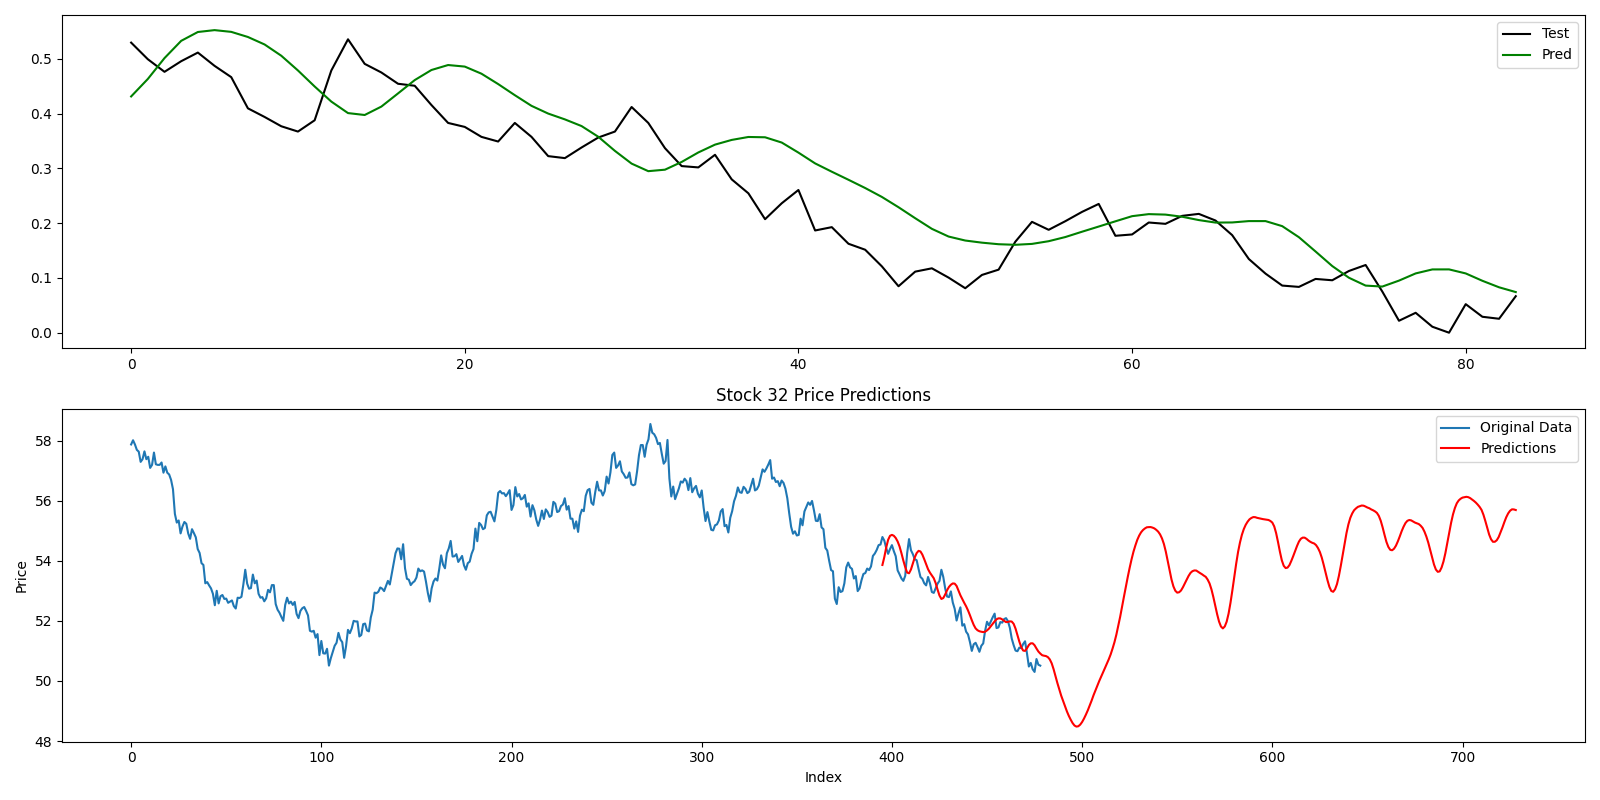 Test
Pred
0.5
0.4
0.3
0.2
0.1
0.0
0 20 40 60 80
Stock 32 Price Predictions
Original Data
Predictions
Price
58
56
54
52
50
48
0 100 200 300 400 500 600 700
Index